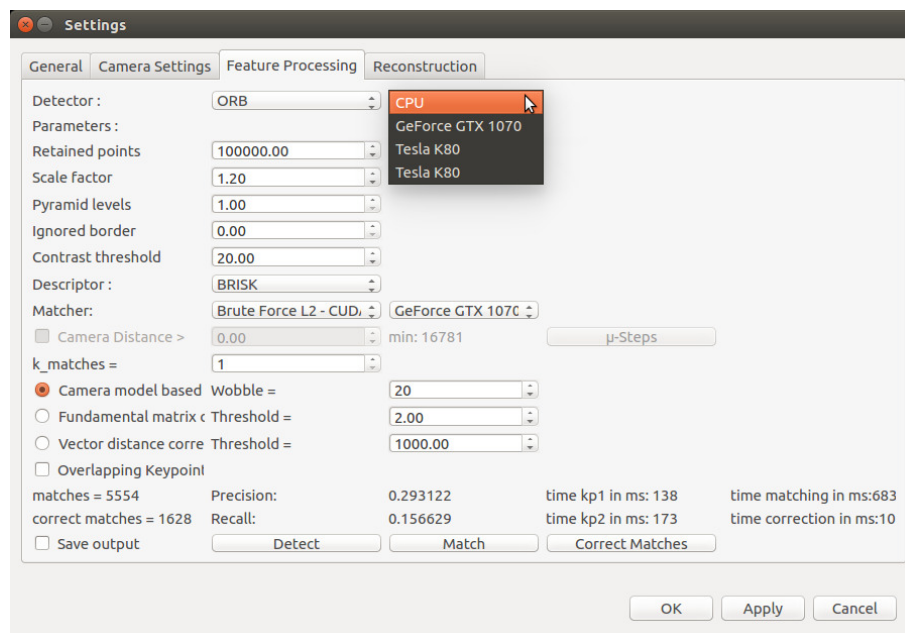 Settings
General Camera Settings Feature Processing Reconstruction
Detector : ORB CPU
Parameters : GeForce GTX 1070
Retained points 100000.00 Tesla K80
Scale factor 1.20 Tesla K80
Pyramid levels 1.00
Ignored border 0.00
Contrast threshold 20.00
Descriptor : BRISK
Matcher: Brute Force L2 - CUD GeForce GTX 107
Camera Distance > 0.00 min: 16781 µ-Steps
k_matches = 1
Camera model based Wobble = 20
Fundamental matrix Threshold = 2.00
Vector distance corre Threshold = 1000.00
Overlapping Keypoint
matches = 5554 Precision: 0.293122 time kp1 in ms: 138 time matching in ms:683
correct matches = 1628 Recall: 0.156629 time kp2 in ms: 173 time correction in ms:10
Save output Detect Match Correct Matches
OK Apply Cancel